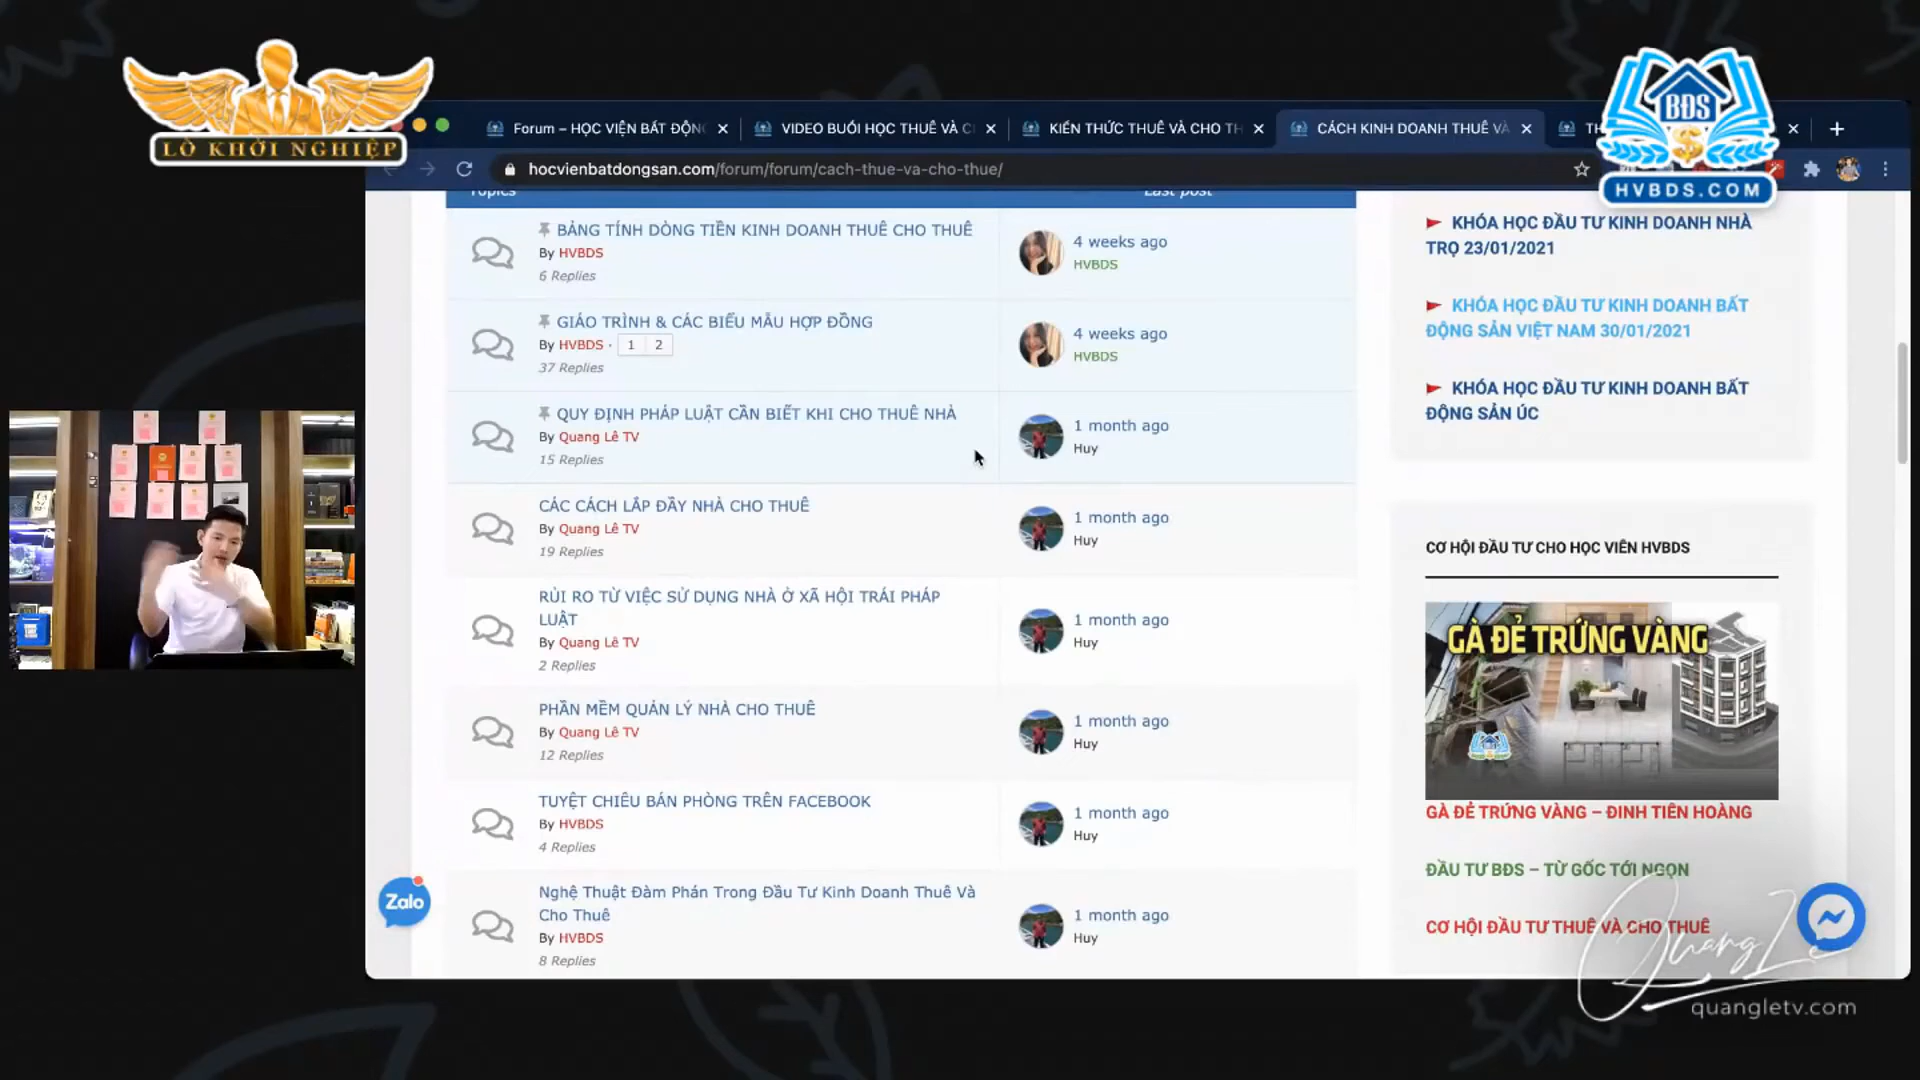 LÒ KHỞI NGHIỆP
BĐS
HVBDS.COM
Forum – HỌC VIỆN BẤT ĐỘN
VIDEO BUỔI HỌC THUÊ VÀ C
KIẾN THỨC THUÊ VÀ CHO TH
CÁCH KINH DOANH THUÊ VÀ
hocvienbatdongsan.com/forum/forum/cach-thue-va-cho-thue/
Topics
Last post
BẢNG TÍNH DÒNG TIỀN KINH DOANH THUÊ CHO THUÊ
By HVBDS
6 Replies
4 weeks ago
HVBDS
GIÁO TRÌNH & CÁC BIỂU MẪU HỢP ĐỒNG
By HVBDS · 1 2
37 Replies
4 weeks ago
HVBDS
QUY ĐỊNH PHÁP LUẬT CẦN BIẾT KHI CHO THUÊ NHÀ
By Quang Lê TV
15 Replies
1 month ago
Huy
CÁC CÁCH LẮP ĐẦY NHÀ CHO THUÊ
By Quang Lê TV
19 Replies
1 month ago
Huy
RỦI RO TỪ VIỆC SỬ DỤNG NHÀ Ở XÃ HỘI TRÁI PHÁP
LUẬT
By Quang Lê TV
2 Replies
1 month ago
Huy
PHẦN MỀM QUẢN LÝ NHÀ CHO THUÊ
By Quang Lê TV
12 Replies
1 month ago
Huy
TUYỆT CHIÊU BÁN PHÒNG TRÊN FACEBOOK
By HVBDS
4 Replies
1 month ago
Huy
Nghệ Thuật Đàm Phán Trong Đầu Tư Kinh Doanh Thuê Và
Cho Thuê
By HVBDS
8 Replies
1 month ago
Huy
KHÓA HỌC ĐẦU TƯ KINH DOANH NHÀ
TRỌ 23/01/2021
KHÓA HỌC ĐẦU TƯ KINH DOANH BẤT
ĐỘNG SẢN VIỆT NAM 30/01/2021
KHÓA HỌC ĐẦU TƯ KINH DOANH BẤT
ĐỘNG SẢN ÚC
CƠ HỘI ĐẦU TƯ CHO HỌC VIÊN HVBDS
GÀ ĐẺ TRỨNG VÀNG
GÀ ĐẺ TRỨNG VÀNG – ĐINH TIÊN HOÀNG
ĐẦU TƯ BĐS – TỪ GỐC TỚI NGỌN
CƠ HỘI ĐẦU TƯ THUÊ VÀ CHO THUÊ
Zalo
Quang Le
quangletv.com